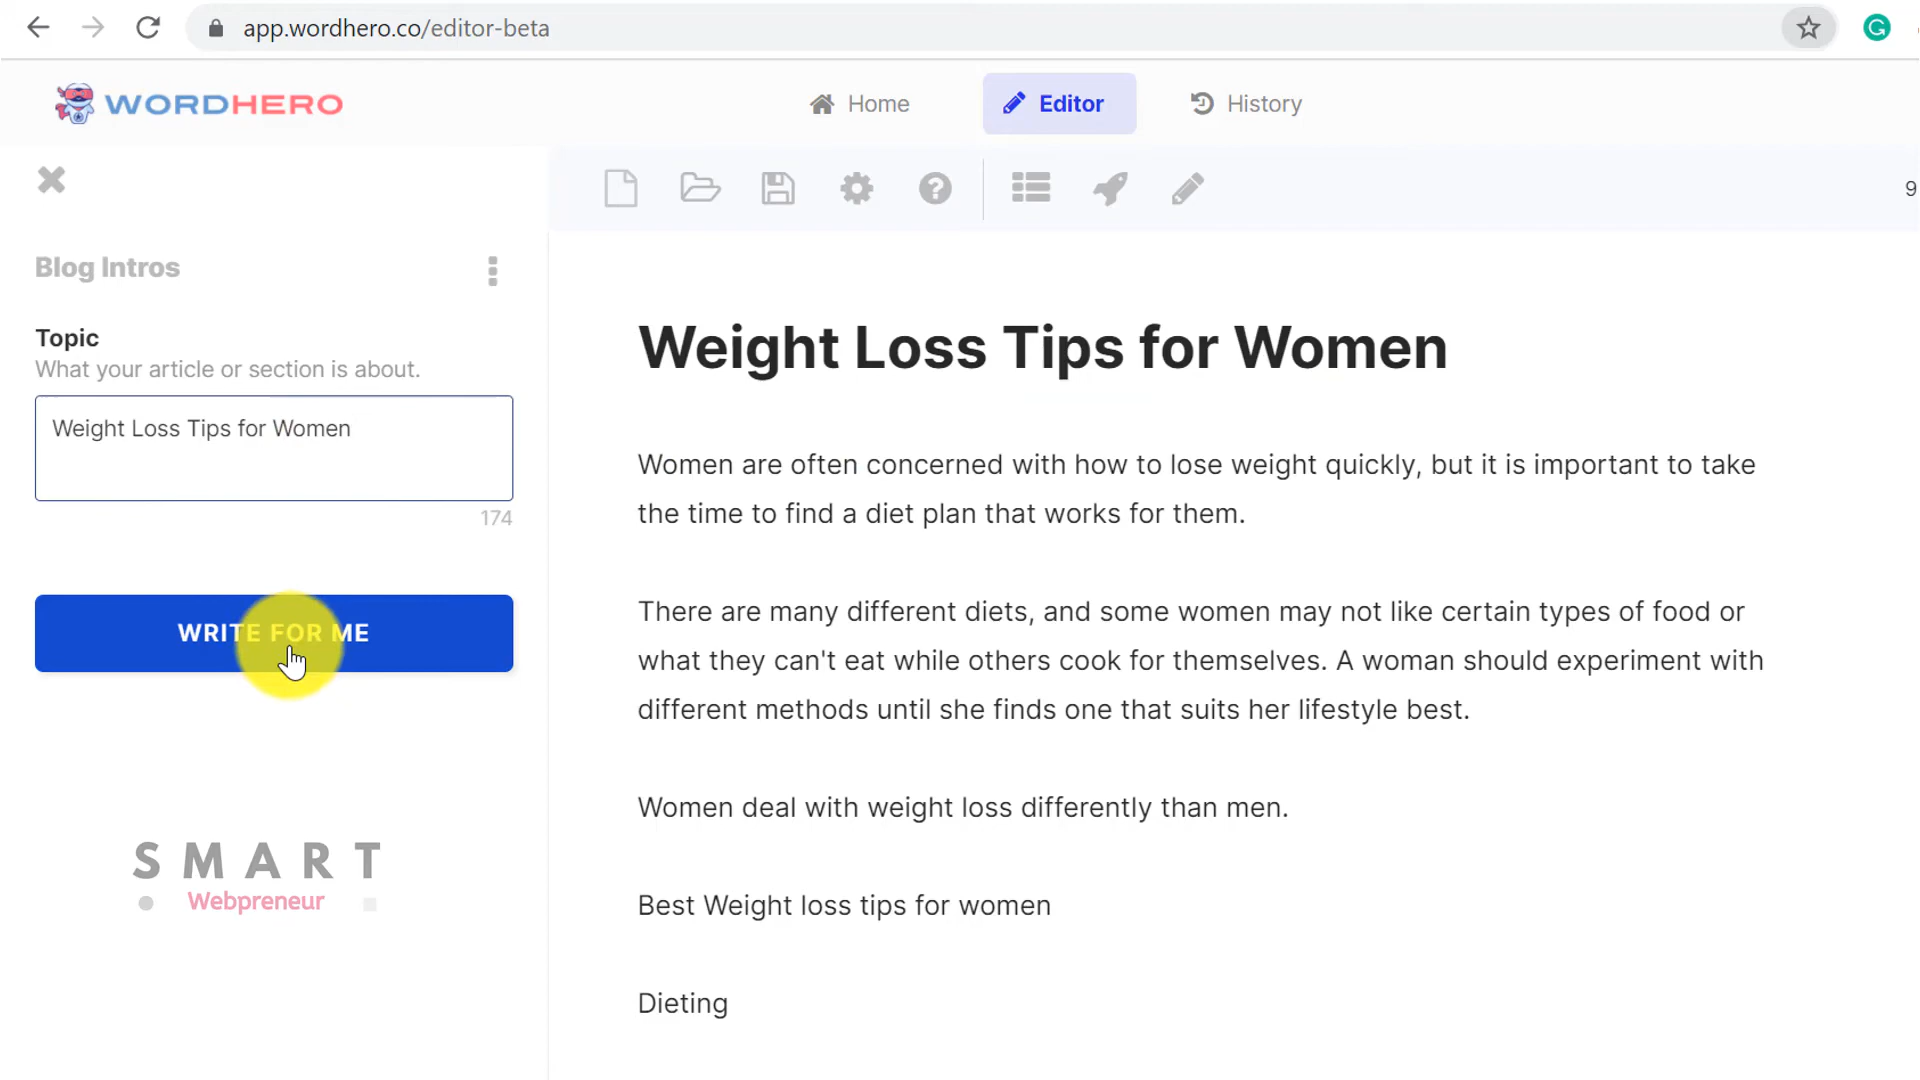 app.wordhero.co/editor-beta
WORDHERO
Home
Editor
History
9
Blog Intros
Topic
What your article or section is about.
Weight Loss Tips for Women
174
WRITE FOR ME
SMART
Webpreneur
Weight Loss Tips for Women
Women are often concerned with how to lose weight quickly, but it is important to take
the time to find a diet plan that works for them.
There are many different diets, and some women may not like certain types of food or
what they can't eat while others cook for themselves. A woman should experiment with
different methods until she finds one that suits her lifestyle best.
Women deal with weight loss differently than men.
Best Weight loss tips for women
Dieting